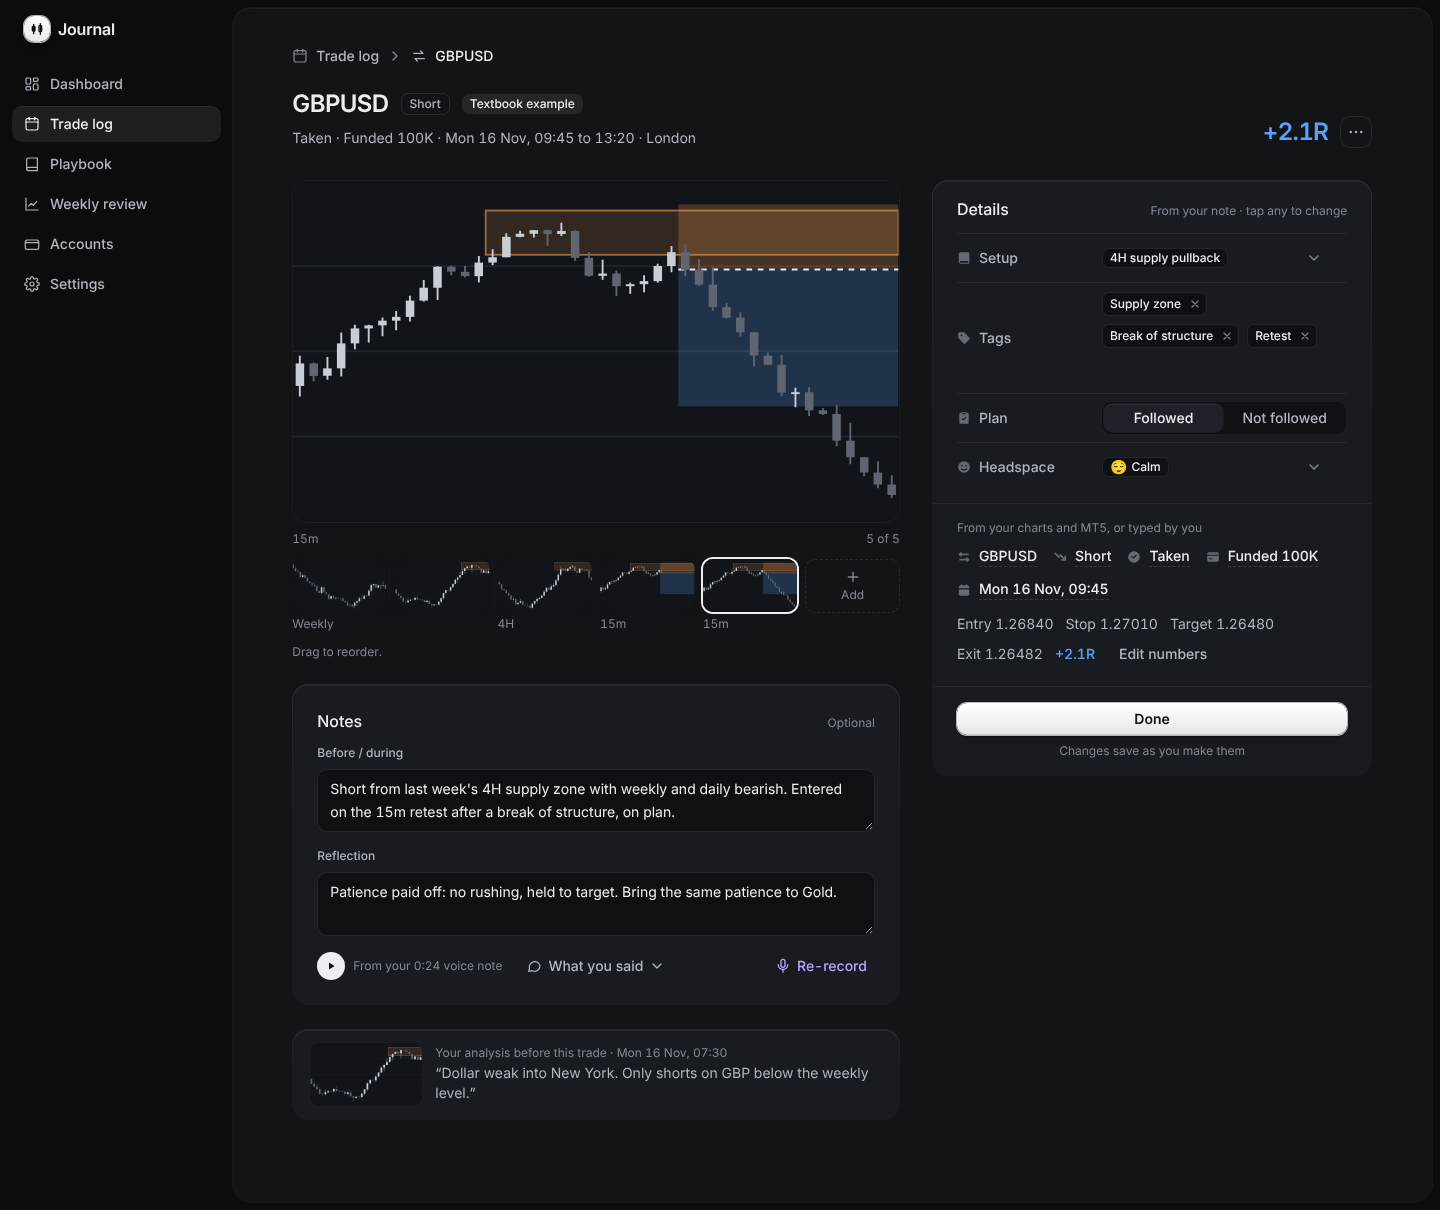 Journal
Dashboard
Trade log
Playbook
Weekly review
Accounts
Settings
Trade log
GBPUSD
GBPUSD
Short
Textbook example
Taken · Funded 100K · Mon 16 Nov, 09:45 to 13:20 · London
+2.1R
15m
5 of 5
Weekly
4H
15m
15m
Add
Drag to reorder.
Notes
Optional
Before / during
Short from last week's 4H supply zone with weekly and daily bearish. Entered
on the 15m retest after a break of structure, on plan.
Reflection
Patience paid off: no rushing, held to target. Bring the same patience to Gold.
From your 0:24 voice note
What you said
Re-record
Your analysis before this trade · Mon 16 Nov, 07:30
“Dollar weak into New York. Only shorts on GBP below the weekly
level.”
Details
From your note · tap any to change
Setup
4H supply pullback
Tags
Supply zone
Break of structure
Retest
Plan
Followed
Not followed
Headspace
😌 Calm
From your charts and MT5, or typed by you
GBPUSD
Short
Taken
Funded 100K
Mon 16 Nov, 09:45
Entry 1.26840 Stop 1.27010 Target 1.26480
Exit 1.26482 +2.1R Edit numbers
Done
Changes save as you make them